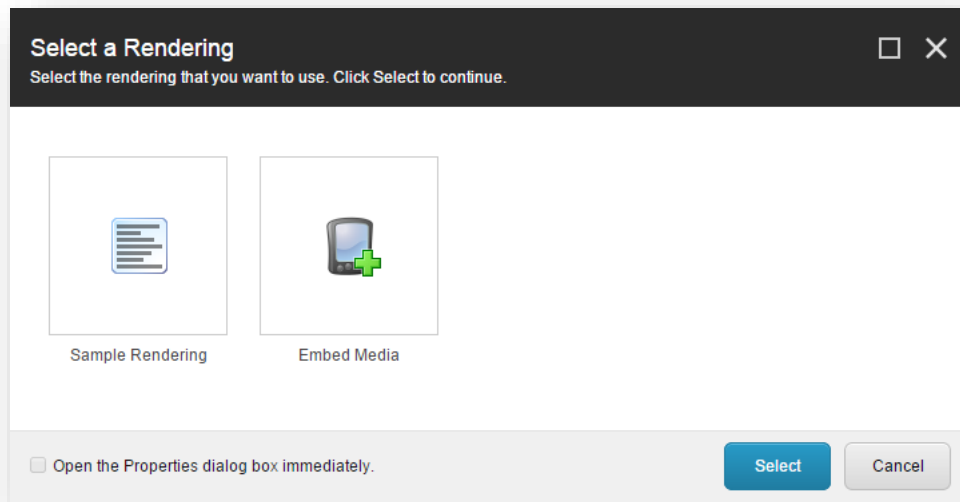 Select a Rendering
Select the rendering that you want to use. Click Select to continue.
Sample Rendering
Embed Media
Open the Properties dialog box immediately.
Select
Cancel